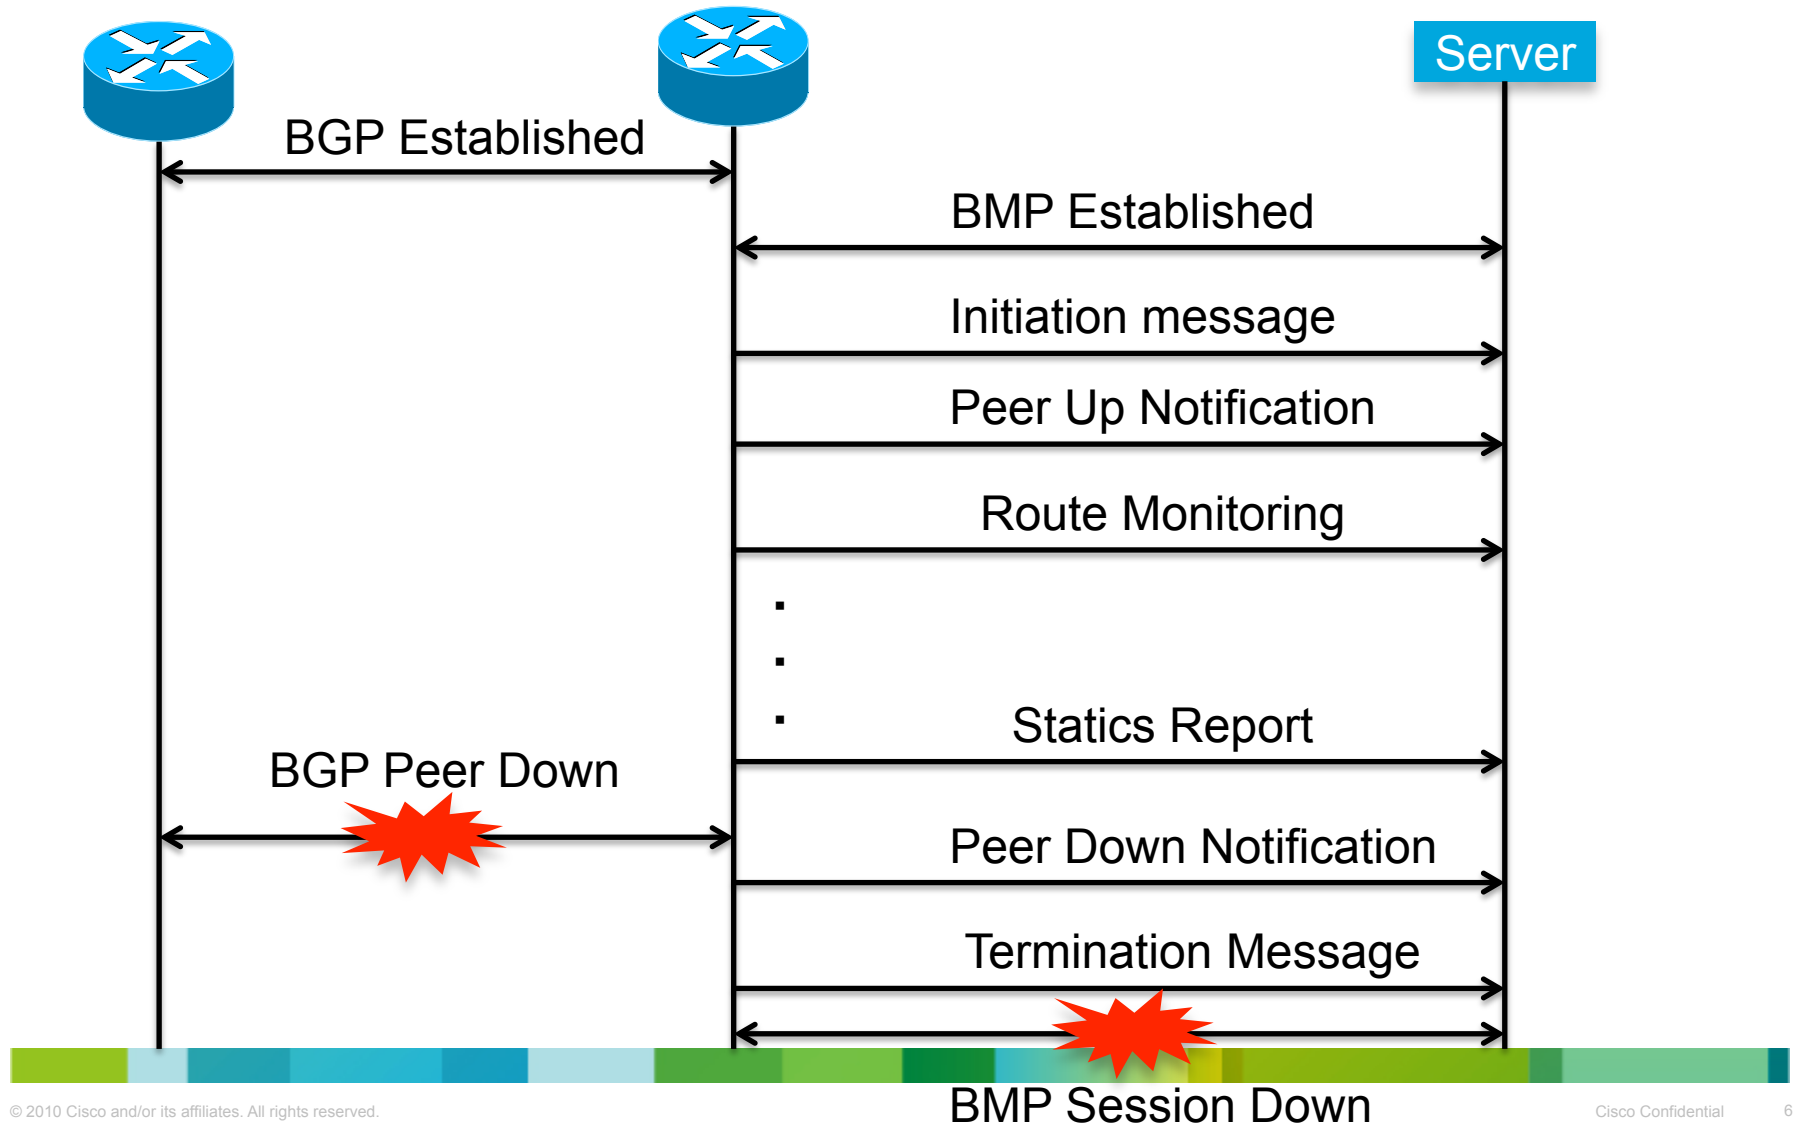 Server
BGP Established
BMP Established
Initiation message
Peer Up Notification
Route Monitoring
Statics Report
BGP Peer Down
Peer Down Notification
Termination Message
BMP Session Down
© 2010 Cisco and/or its affiliates. All rights reserved.
Cisco Confidential
6